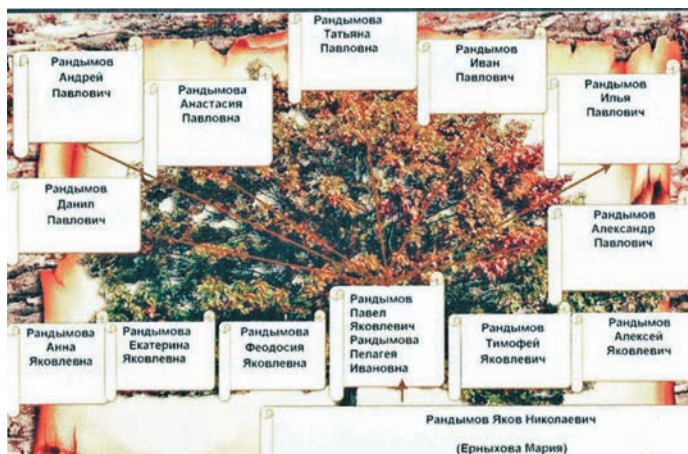 Рандымова
Татьяна
Павловна
Рандымов
Иван
Павлович
Рандымов
Андрей
Павлович
Рандымова
Анастасия
Павловна
Рандымов
Илья
Павлович
Рандымов
Данил
Павлович
Рандымов
Александр
Павлович
Рандымова
Анна
Яковлевна
Рандымова
Екатерина
Яковлевна
Рандымова
Феодосия
Яковлевна
Рандымов
Павел
Яковлевич
Рандымова
Пелагея
Ивановна
Рандымов
Тимофей
Яковлевич
Рандымов
Алексей
Яковлевич
Рандымов Яков Николаевич
(Ерныхова Мария)